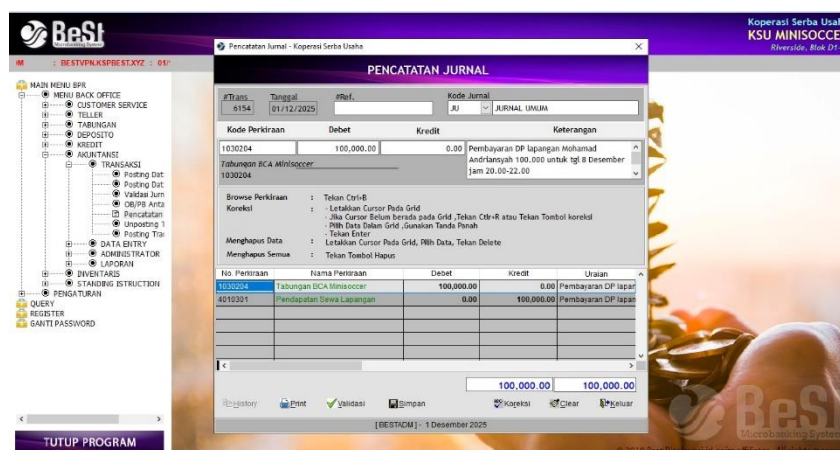 BeSt
Microbanking System
Koperasi Serba Usal
KSU MINISOCCE
Riverside, Blok D1-
IM : BESTVPN.KSPBEST.XYZ : 01/
MAIN MENU BPR
MENU BACK OFFICE
CUSTOMER SERVICE
TELLER
TABUNGAN
DEPOSITO
KREDIT
AKUNTANSI
TRANSAKSI
Posting Dat
Posting Dat
Validasi Jurn
OB/PB Anta
Pencatatan
Unposting T
Posting Tra
DATA ENTRY
ADMINISTRATOR
LAPORAN
INVENTARIS
STANDING ISTRUCTION
PENGATURAN
QUERY
REGISTER
GANTI PASSWORD
TUTUP PROGRAM
Pencatatan Jurnal - Koperasi Serba Usaha
PENCATATAN JURNAL
#Trans Tanggal #Ref. Kode Jurnal
6154 01/12/2025 JU JURNAL UMUM
Kode Perkiraan Debet Kredit Keterangan
1030204 100,000.00 0.00 Pembayaran DP lapangan Mohamad
Andriansyah 100.000 untuk tgl 8 Desember
jam 20.00-22.00
Tabungan BCA Minisoccer
1030204
Browse Perkiraan : Tekan Ctrl+B
Koreksi : - Letakkan Cursor Pada Grid
- Jika Cursor Belum berada pada Grid ,Tekan Ctlr+R atau Tekan Tombol koreksi
- Pilih Data Dalam Grid ,Gunakan Tanda Panah
- Tekan Enter
Menghapus Data : Letakkan Cursor Pada Grid, Pilih Data, Tekan Delete
Menghapus Semua : Tekan Tombol Hapus
No. Perkiraan Nama Perkiraan Debet Kredit Uraian
1030204 Tabungan BCA Minisoccer 100,000.00 0.00 Pembayaran DP lapan
4010301 Pendapatan Sewa Lapangan 0.00 100,000.00 Pembayaran DP lapan
100,000.00 100,000.00
History Print Validasi Simpan Koreksi Clear Keluar
[ BESTADM ] - 1 Desember 2025
BeSt
Microbanking System